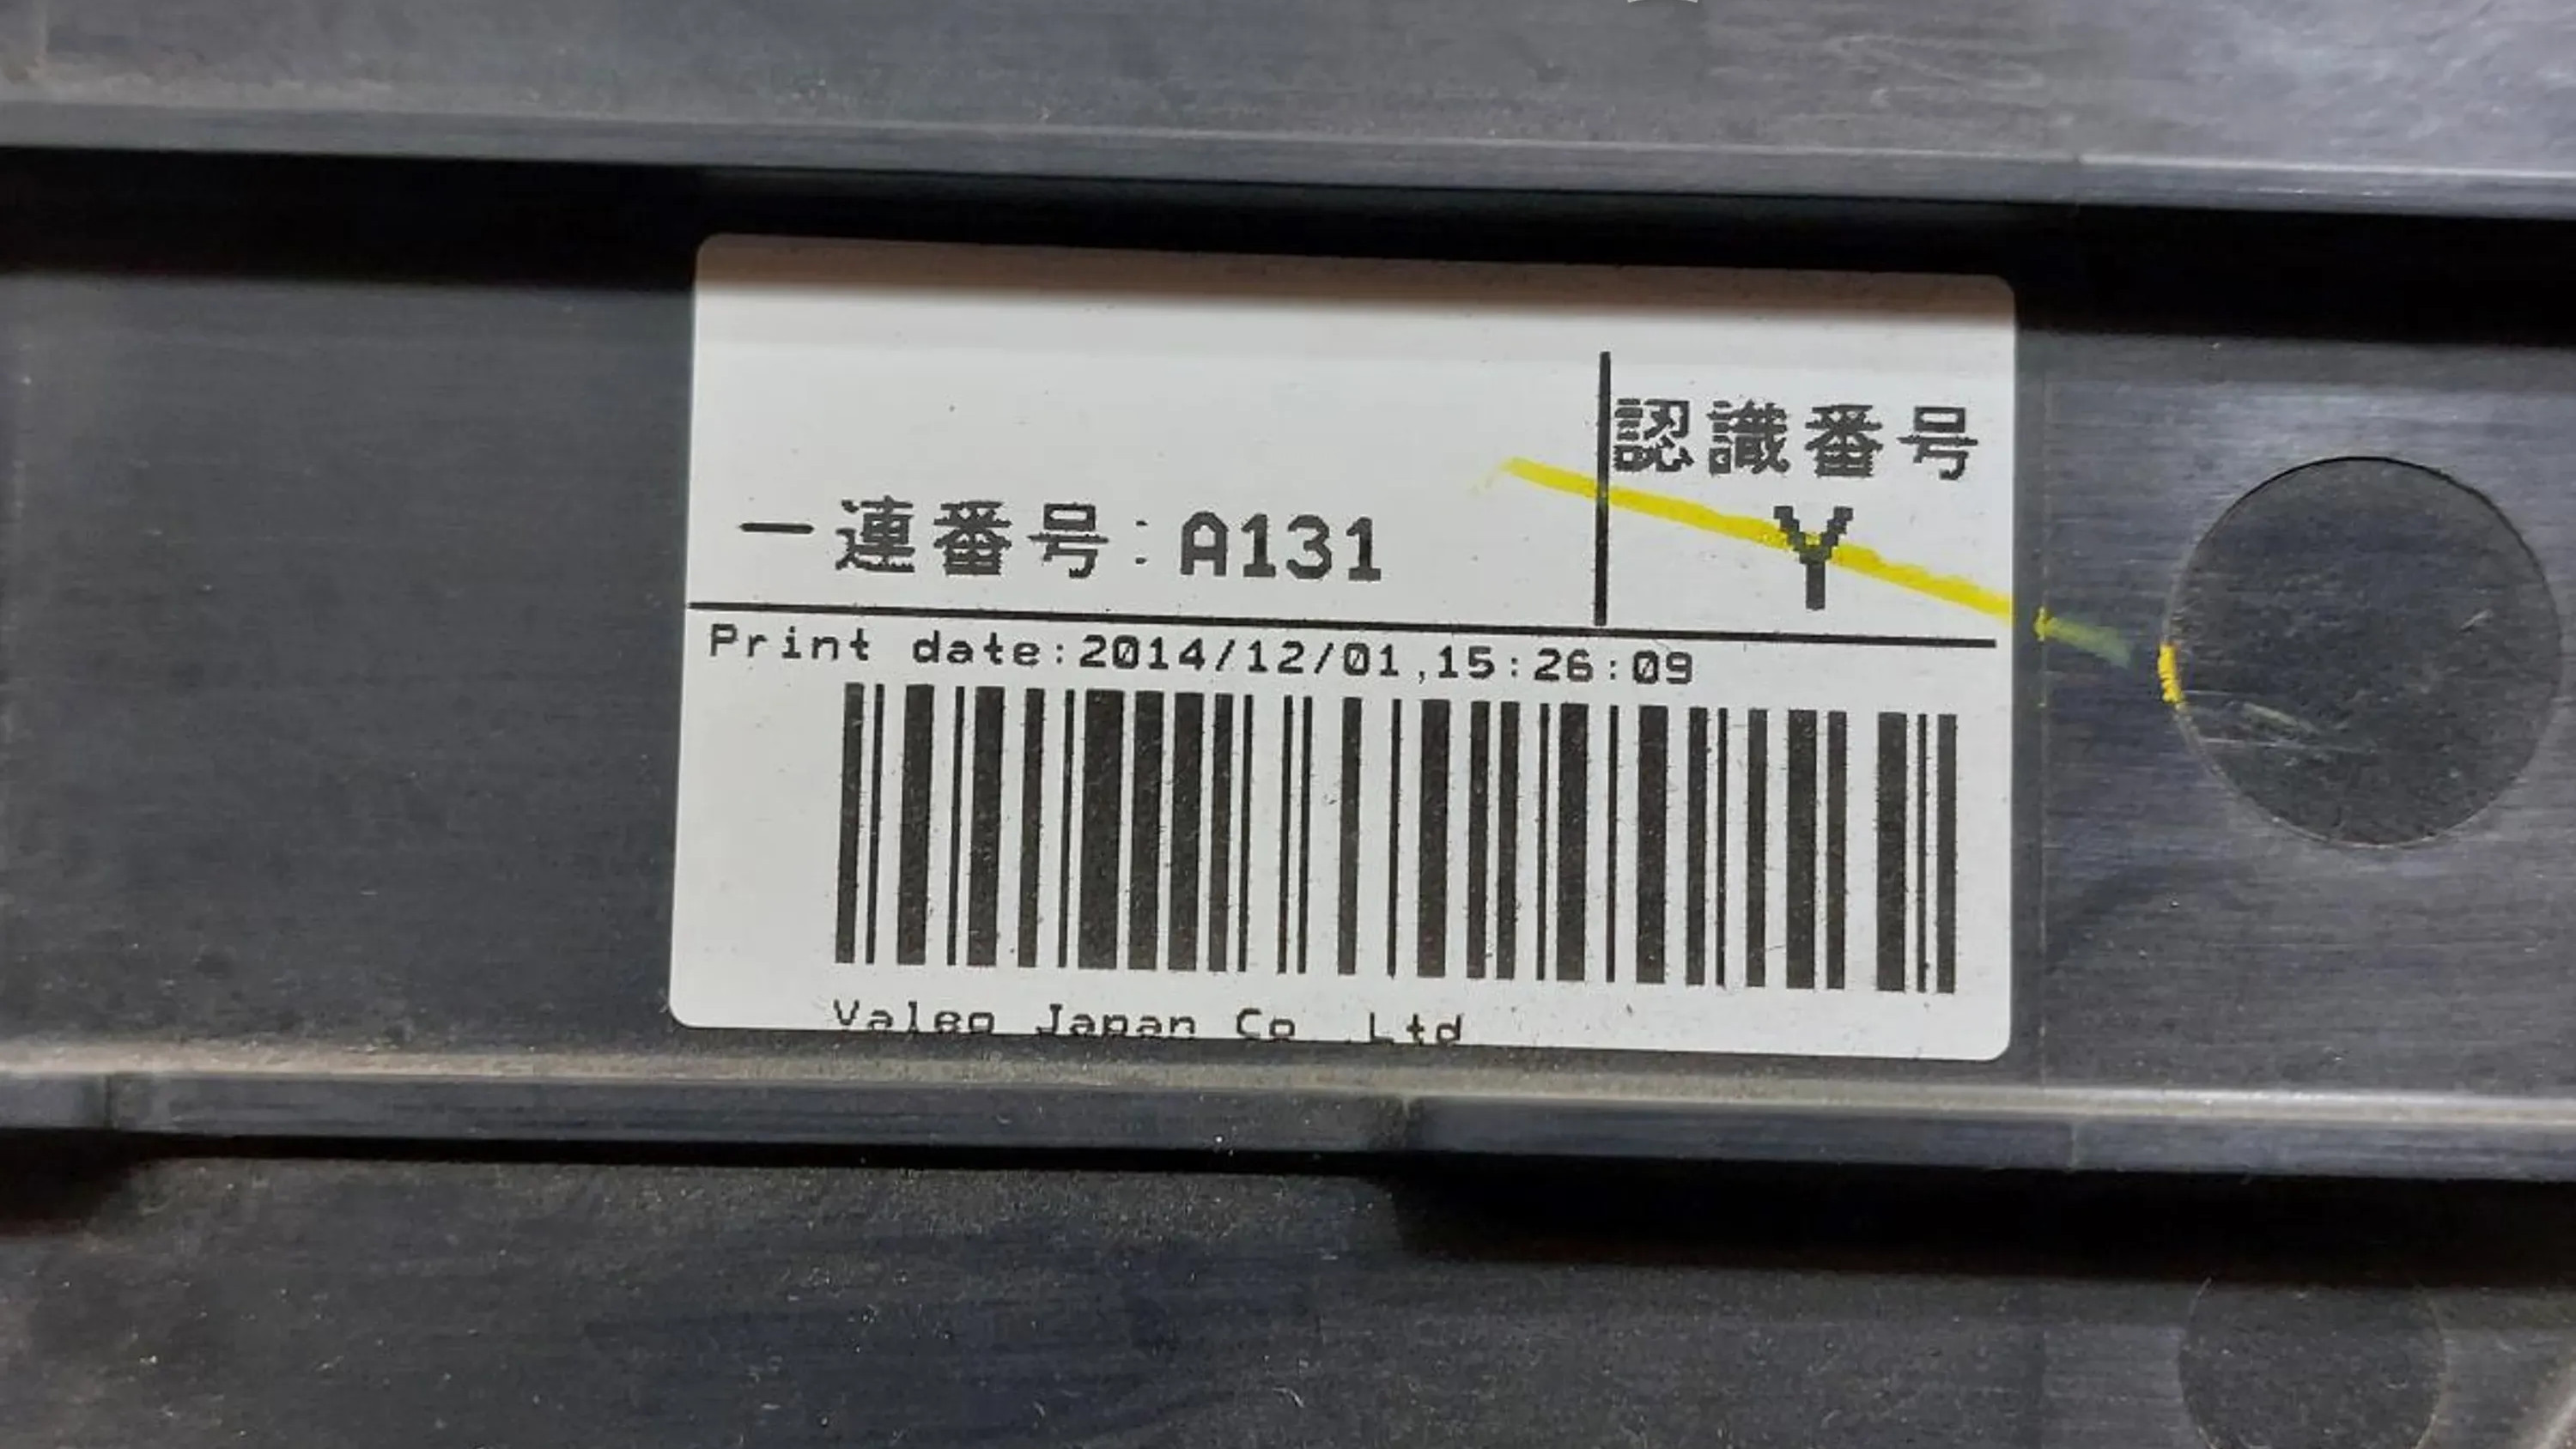 認識番号
一連番号:A131
Y
Print date:2014/12/01,15:26:09
Valeo Japan Co.,Ltd